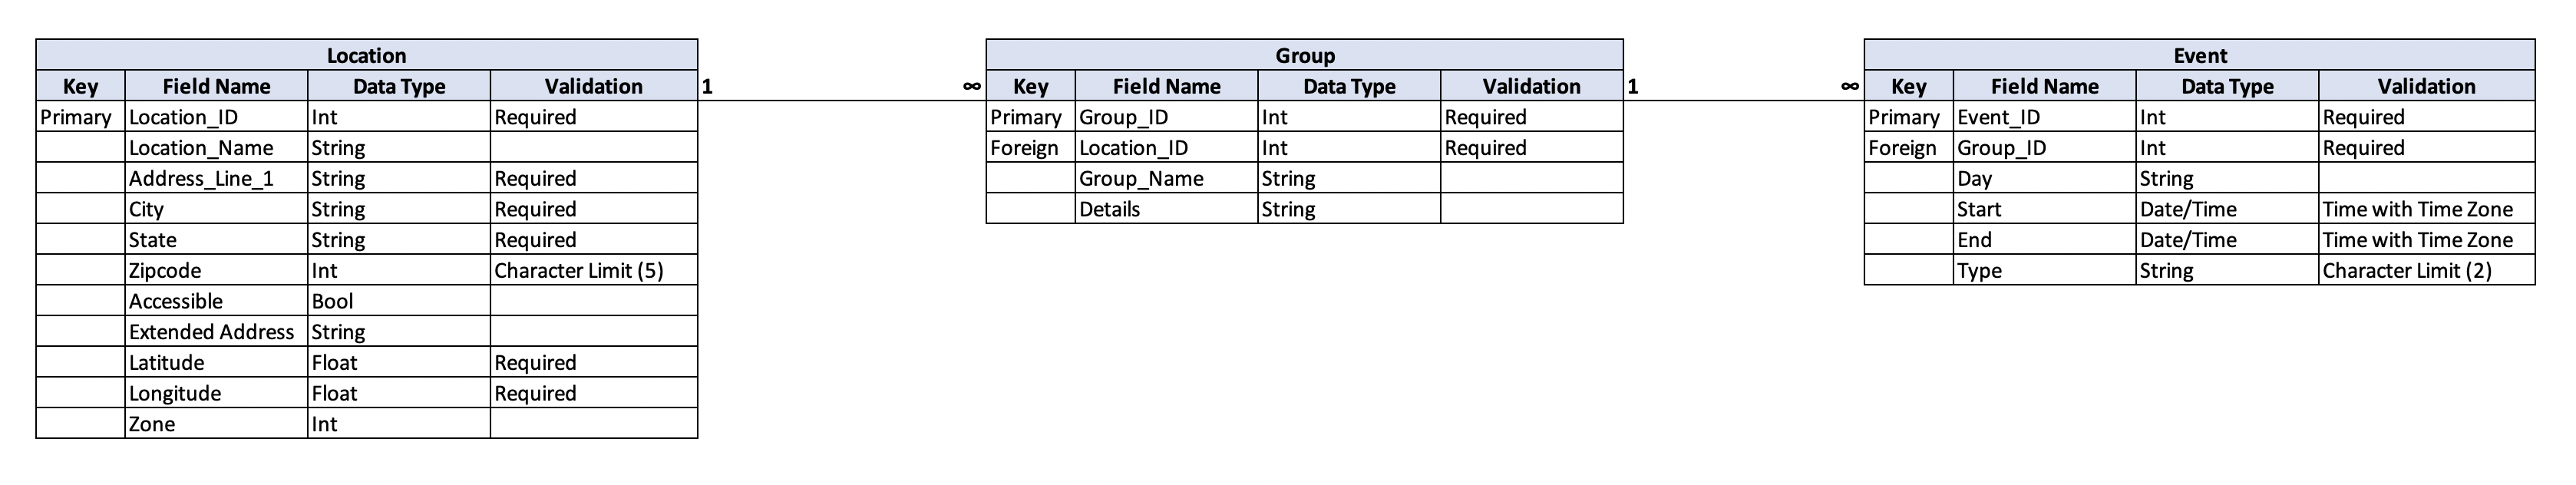 Location
Key Field Name Data Type Validation
Primary Location_ID Int Required
Location_Name String
Address_Line_1 String Required
City String Required
State String Required
Zipcode Int Character Limit (5)
Accessible Bool
Extended Address String
Latitude Float Required
Longitude Float Required
Zone Int
1 ∞
Group
Key Field Name Data Type Validation
Primary Group_ID Int Required
Foreign Location_ID Int Required
Group_Name String
Details String
1 ∞
Event
Key Field Name Data Type Validation
Primary Event_ID Int Required
Foreign Group_ID Int Required
Day String
Start Date/Time Time with Time Zone
End Date/Time Time with Time Zone
Type String Character Limit (2)